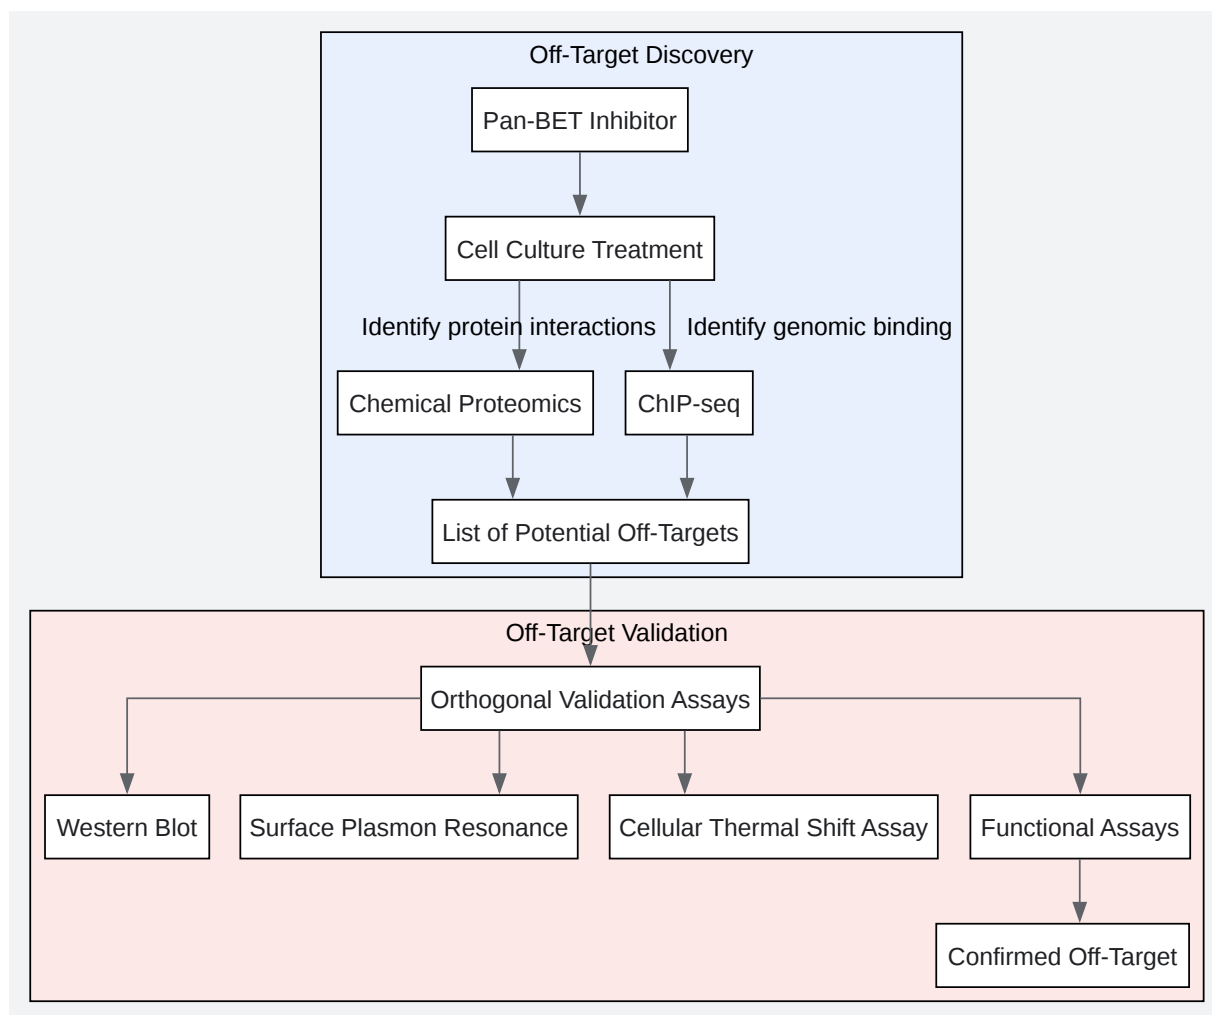 Off-Target Discovery
Pan-BET Inhibitor
Cell Culture Treatment
Identify protein interactions
Identify genomic binding
Chemical Proteomics
ChIP-seq
List of Potential Off-Targets
Off-Target Validation
Orthogonal Validation Assays
Western Blot
Surface Plasmon Resonance
Cellular Thermal Shift Assay
Functional Assays
Confirmed Off-Target